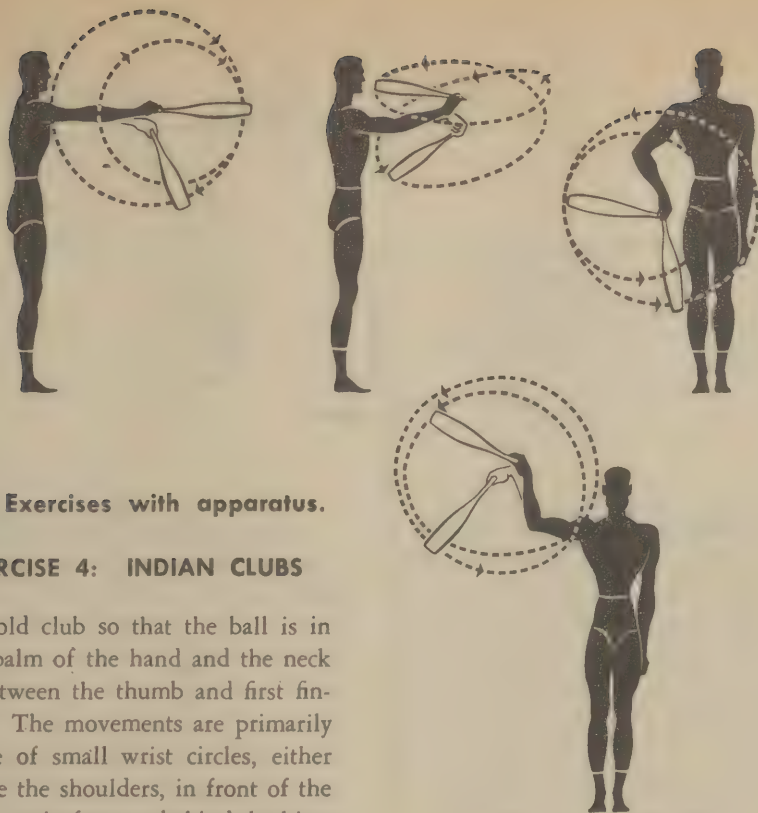 Exercises with apparatus.
RCISE 4: INDIAN CLUBS
old club so that the ball is in
palm of the hand and the neck
tween the thumb and first fin-
The movements are primarily
e of small wrist circles, either
e the shoulders, in front of the